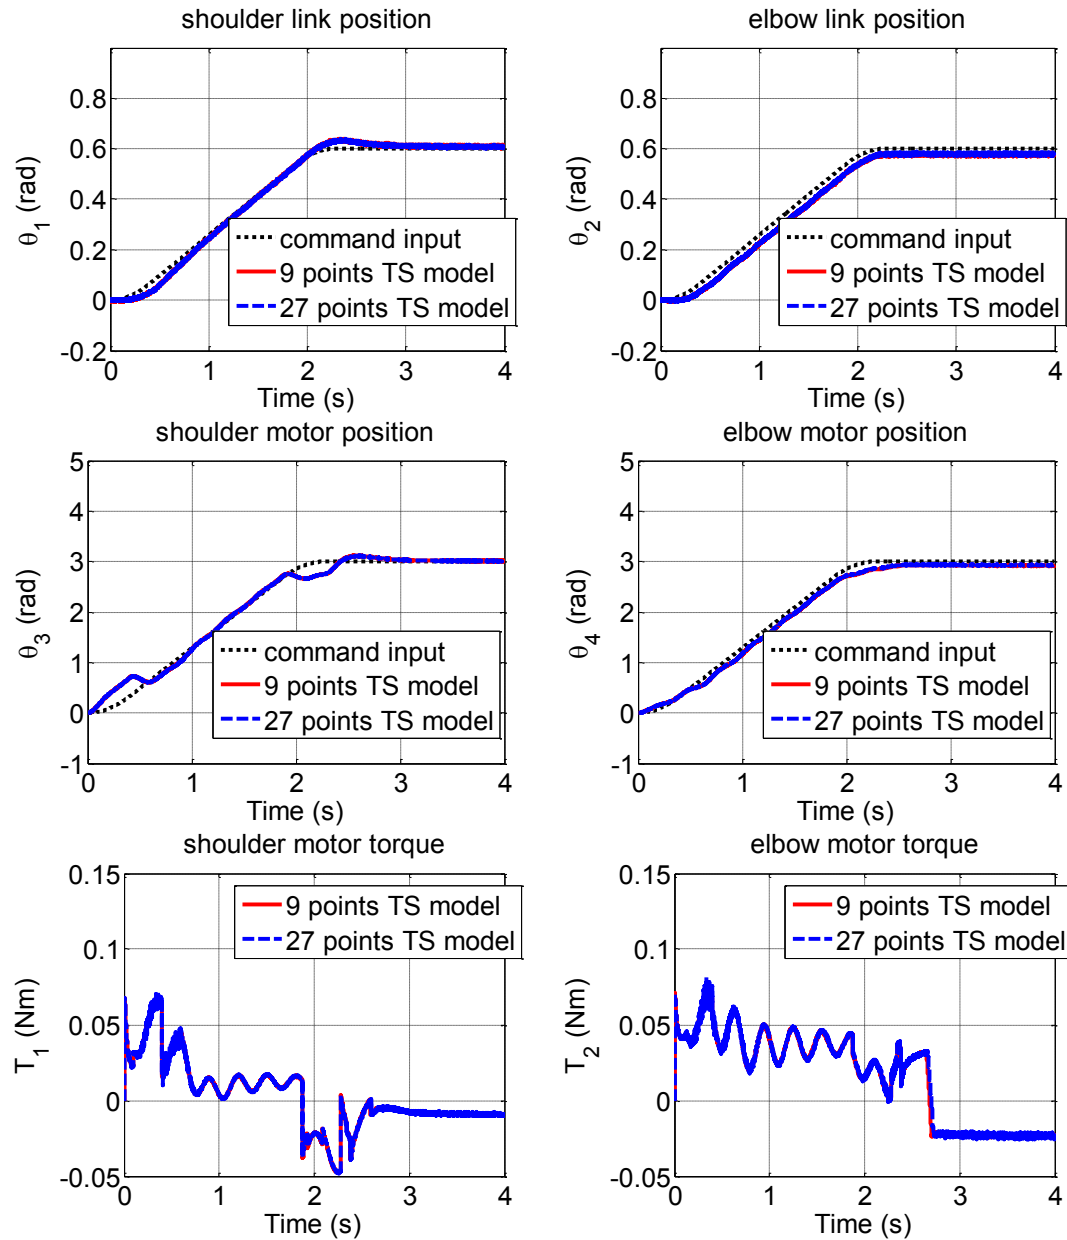 shoulder link position
0.8
0.6
0.4
0.2
0
-0.2
θ1 (rad)
command input
9 points TS model
27 points TS model
0 1 2 3 4
Time (s)
elbow link position
0.8
0.6
0.4
0.2
0
-0.2
θ2 (rad)
command input
9 points TS model
27 points TS model
0 1 2 3 4
Time (s)
shoulder motor position
5
4
3
2
1
0
-1
θ3 (rad)
command input
9 points TS model
27 points TS model
0 1 2 3 4
Time (s)
elbow motor position
5
4
3
2
1
0
-1
θ4 (rad)
command input
9 points TS model
27 points TS model
0 1 2 3 4
Time (s)
shoulder motor torque
0.15
0.1
0.05
0
-0.05
T1 (Nm)
9 points TS model
27 points TS model
0 1 2 3 4
Time (s)
elbow motor torque
0.15
0.1
0.05
0
-0.05
T2 (Nm)
9 points TS model
27 points TS model
0 1 2 3 4
Time (s)